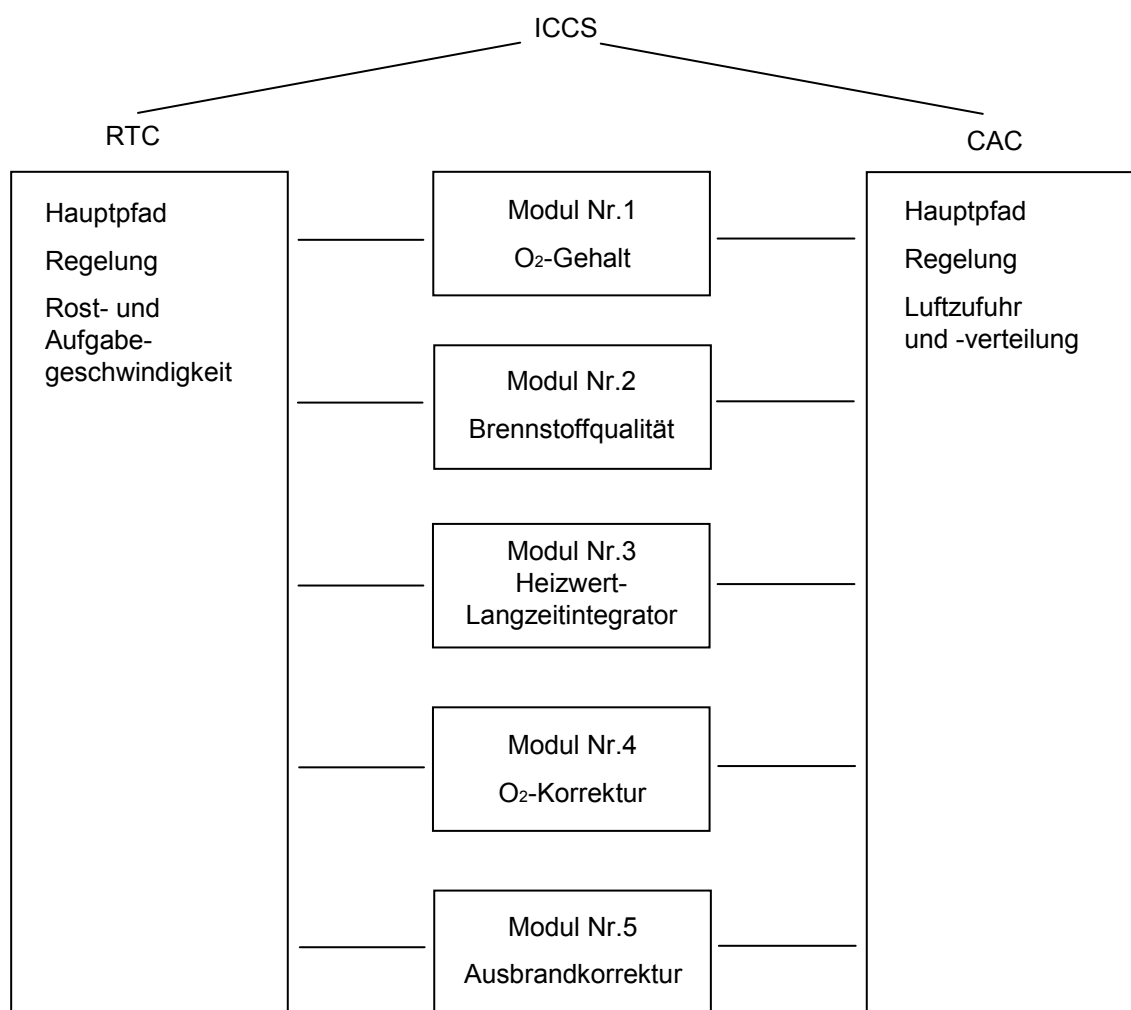 ICCS
RTC
CAC
Hauptpfad
Regelung
Rost- und
Aufgabe-
geschwindigkeit
Modul Nr.1
O₂-Gehalt
Modul Nr.2
Brennstoffqualität
Modul Nr.3
Heizwert-
Langzeitintegrator
Modul Nr.4
O₂-Korrektur
Modul Nr.5
Ausbrandkorrektur
Hauptpfad
Regelung
Luftzufuhr
und -verteilung